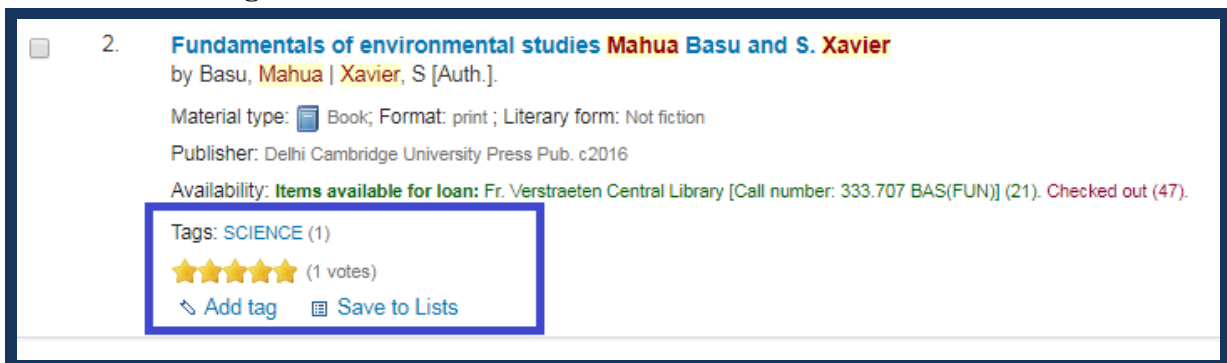 2. Fundamentals of environmental studies Mahua Basu and S. Xavier
by Basu, Mahua | Xavier, S [Auth.].
Material type: Book; Format: print ; Literary form: Not fiction
Publisher: Delhi Cambridge University Press Pub. c2016
Availability: Items available for loan: Fr. Verstraeten Central Library [Call number: 333.707 BAS(FUN)] (21). Checked out (47).
Tags: SCIENCE (1)
(1 votes)
Add tag Save to Lists